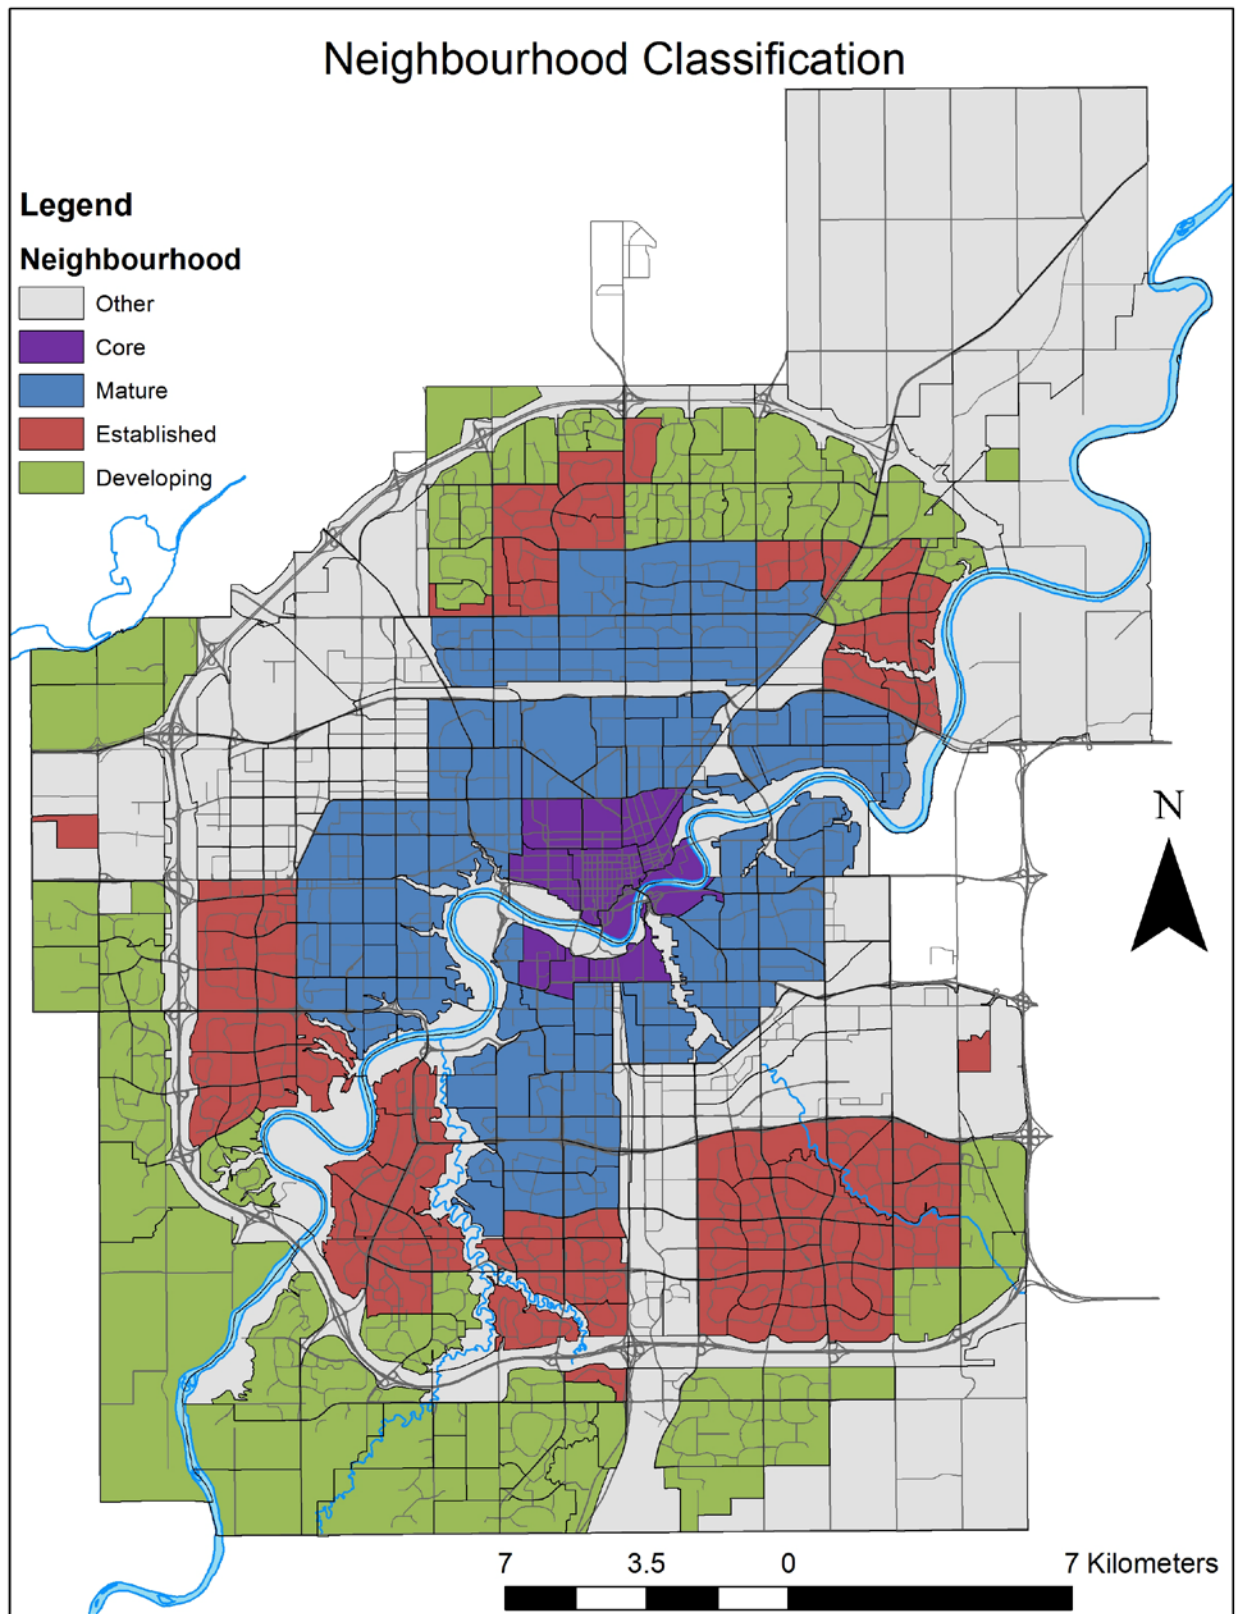 Neighbourhood Classification
Legend
Neighbourhood
Other
Core
Mature
Established
Developing
N
7 3.5 0 7 Kilometers